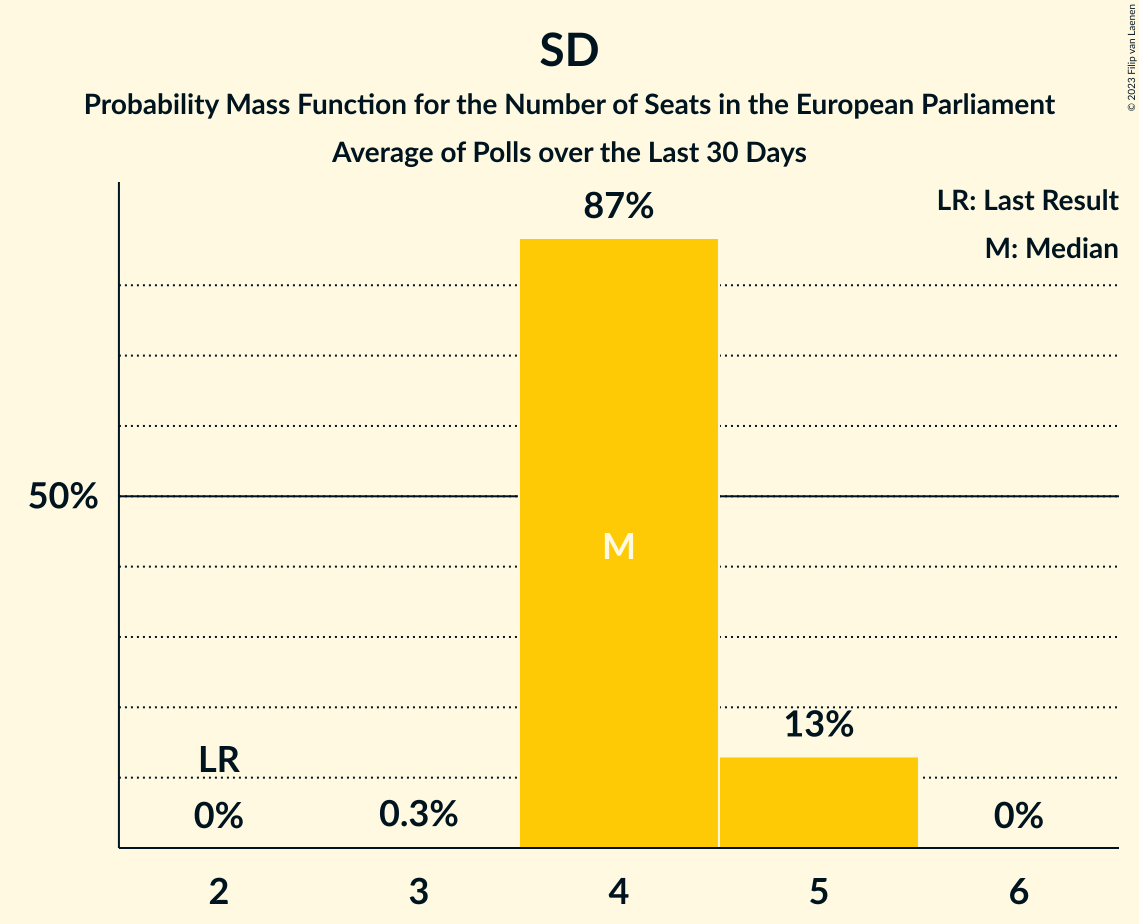 SD
Probability Mass Function for the Number of Seats in the European Parliament
Average of Polls over the Last 30 Days
© 2023 Filip van Laenen
LR: Last Result
M: Median
87%
50%
M
13%
LR
0%
0.3%
0%
2 3 4 5 6